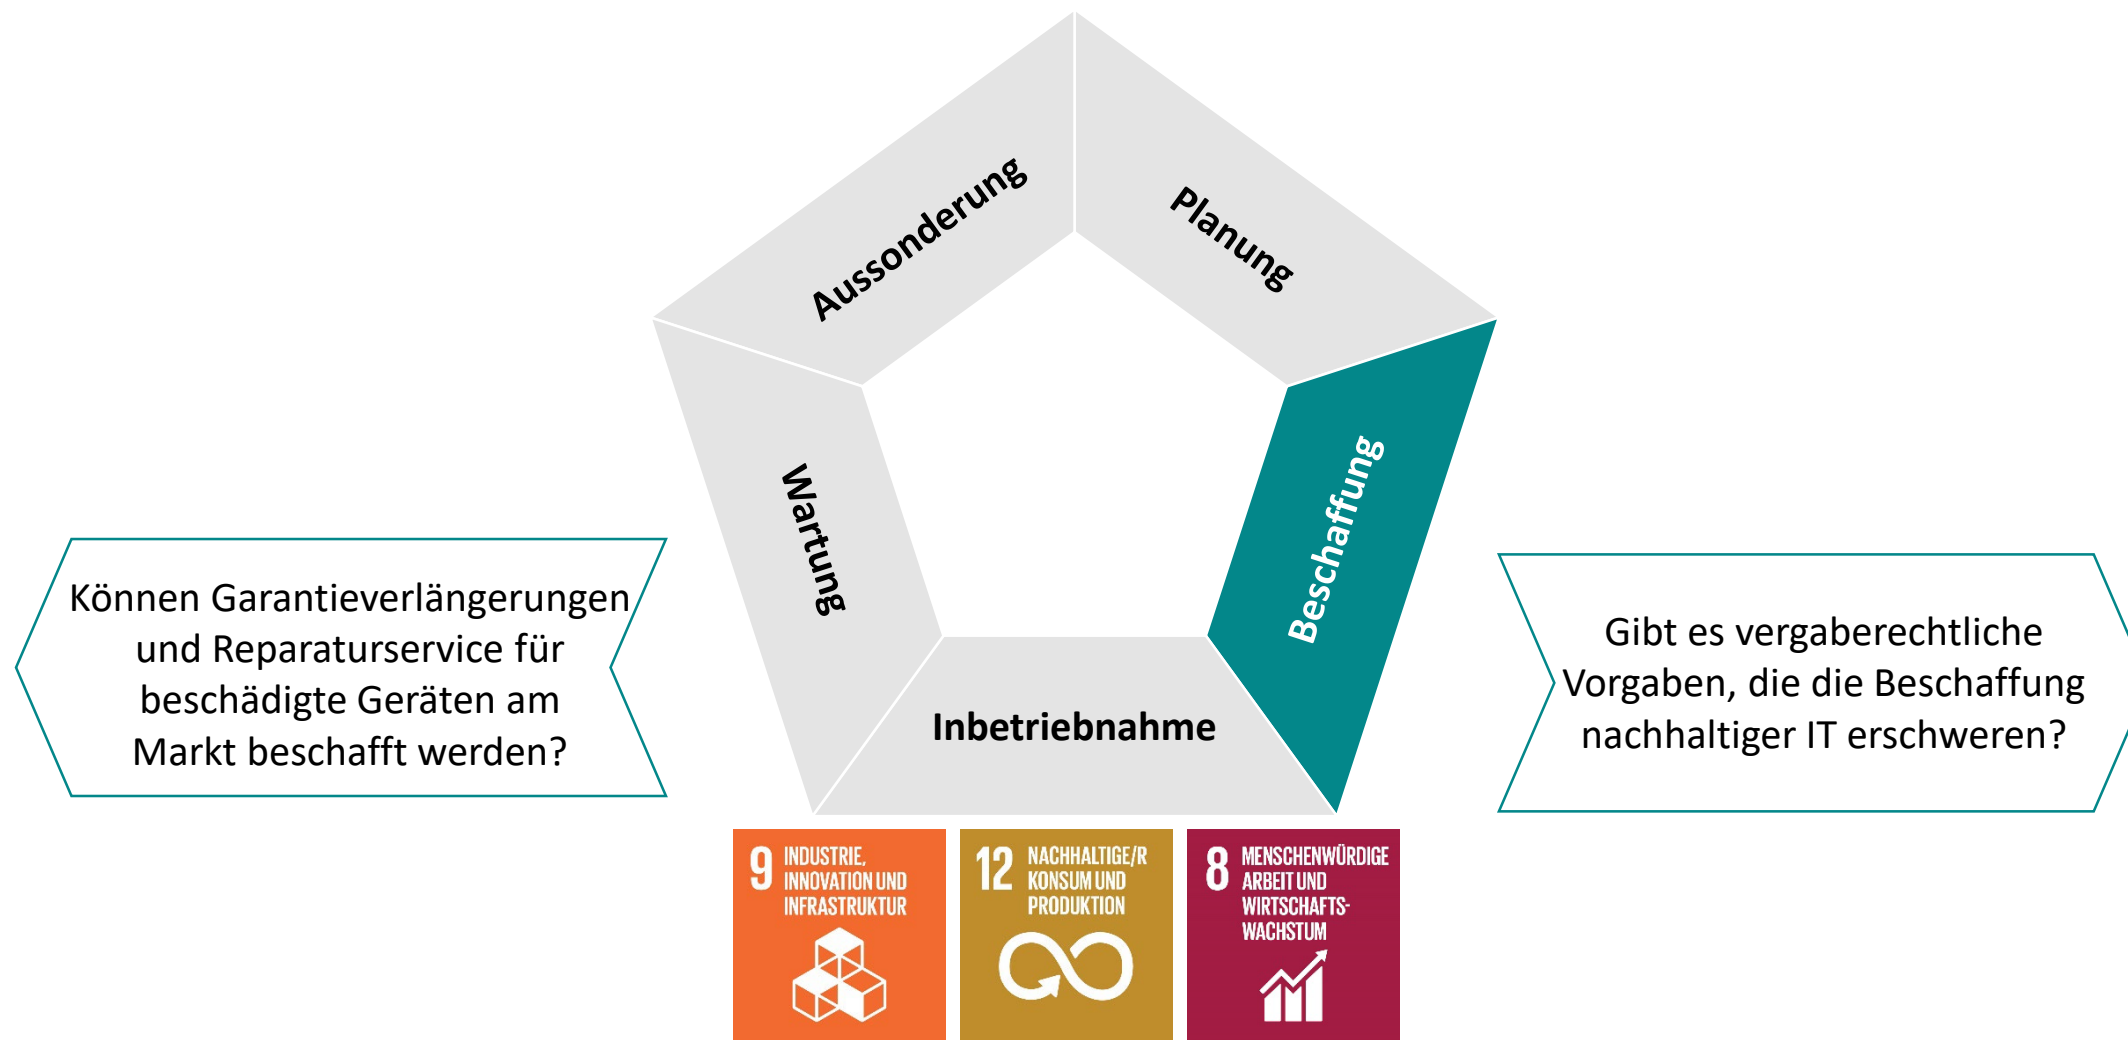 Aussonderung
Planung
Beschaffung
Wartung
Inbetriebnahme
Können Garantieverlängerungen
und Reparaturservice für
beschädigte Geräten am
Markt beschafft werden?
Gibt es vergaberechtliche
Vorgaben, die die Beschaffung
nachhaltiger IT erschweren?
9 INDUSTRIE,
INNOVATION UND
INFRASTRUKTUR
12 NACHHALTIGE/R
KONSUM UND
PRODUKTION
8 MENSCHENWÜRDIGE
ARBEIT UND
WIRTSCHAFTS-
WACHSTUM